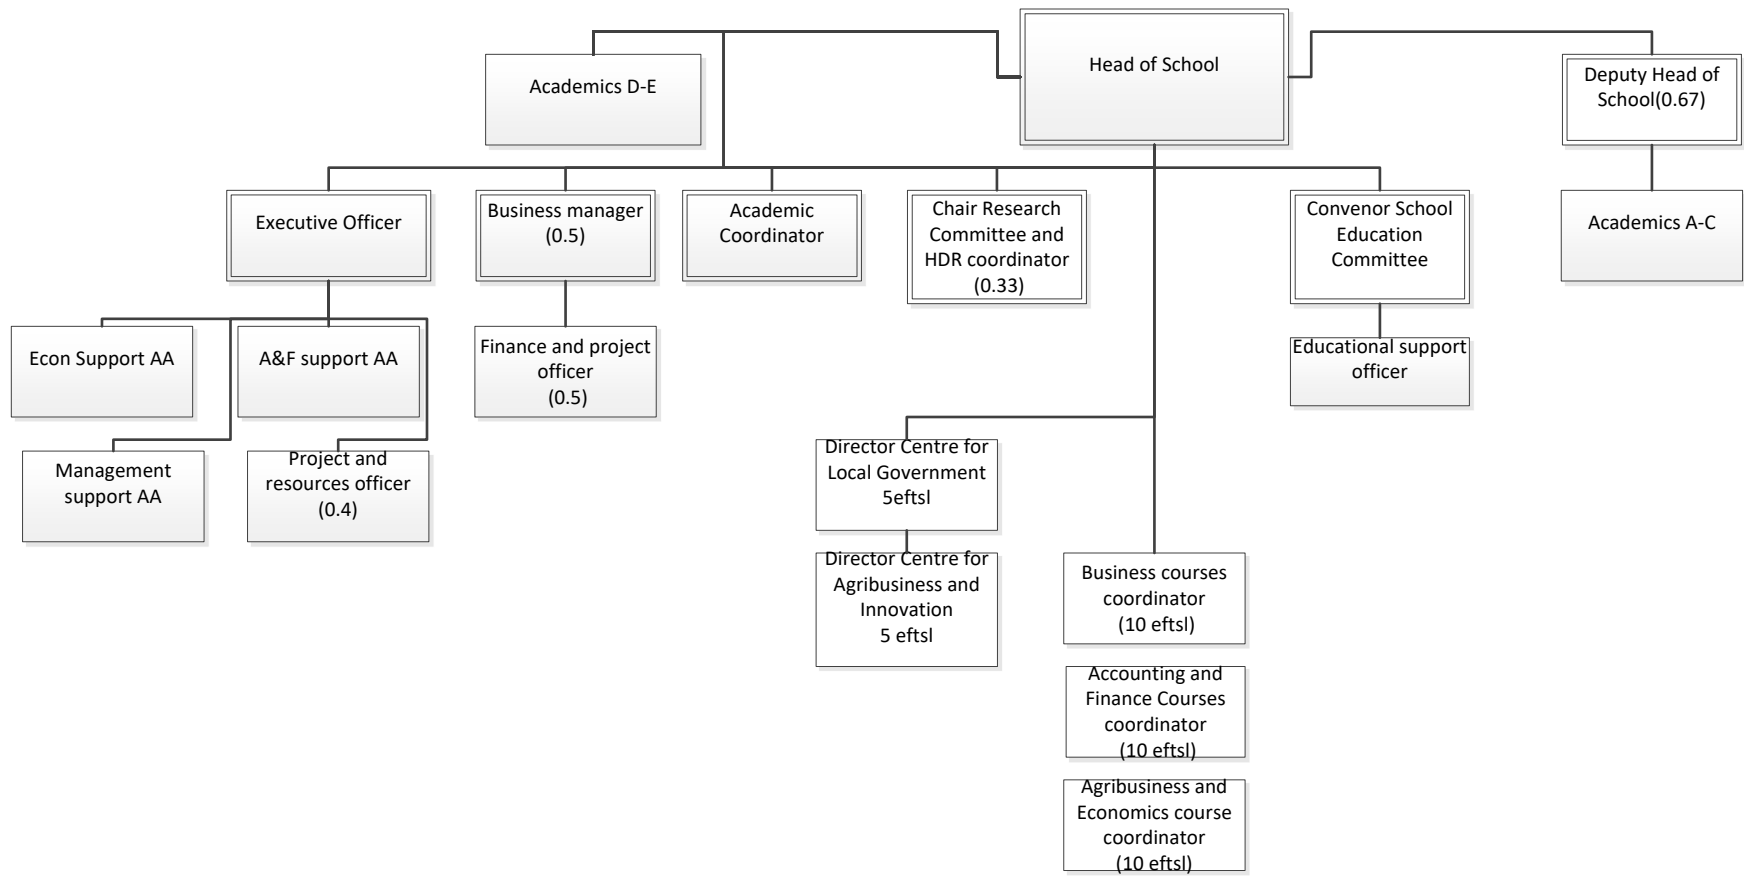 Head of School
Academics D-E
Deputy Head of
School(0.67)
Executive Officer
Business manager
(0.5)
Academic
Coordinator
Chair Research
Committee and
HDR coordinator
(0.33)
Convenor School
Education
Committee
Academics A-C
Econ Support AA
A&F support AA
Finance and project
officer
(0.5)
Educational support
officer
Management
support AA
Project and
resources officer
(0.4)
Director Centre for
Local Government
5eftsl
Director Centre for
Agribusiness and
Innovation
5 eftsl
Business courses
coordinator
(10 eftsl)
Accounting and
Finance Courses
coordinator
(10 eftsl)
Agribusiness and
Economics course
coordinator
(10 eftsl)